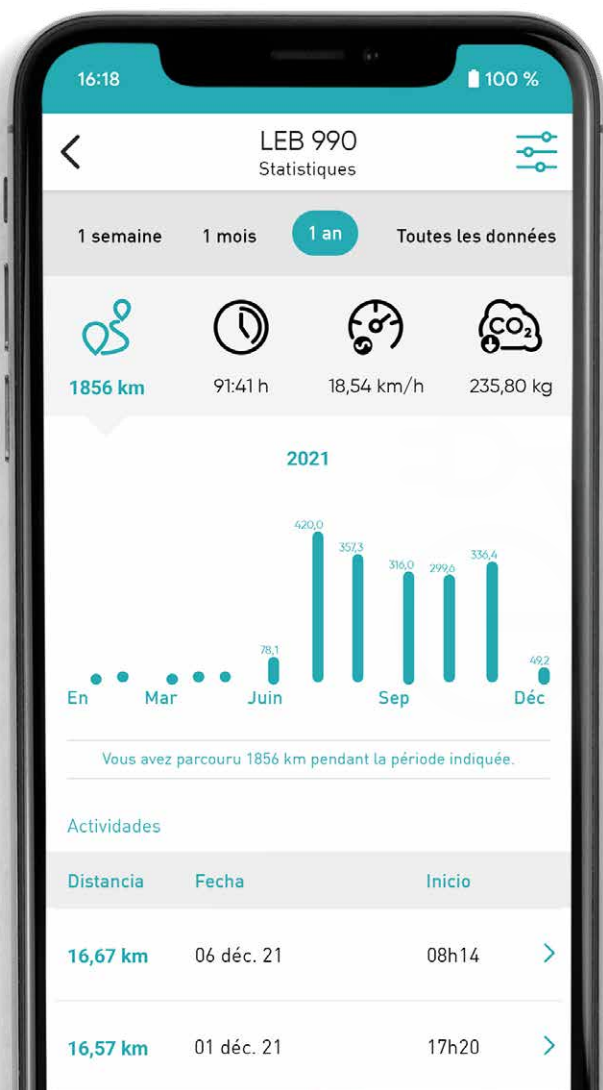 16:18
100 %
LEB 990
Statistiques
1 semaine 1 mois 1 an Toutes les données
CO₂
1856 km 91:41 h 18,54 km/h 235,80 kg
2021
420,0
357,3
316,0 299,6 336,4
78,1
49,2
En Mar Juin Sep Déc
Vous avez parcouru 1856 km pendant la période indiquée.
Actividades
Distancia Fecha Inicio
16,67 km 06 déc. 21 08h14
16,57 km 01 déc. 21 17h20